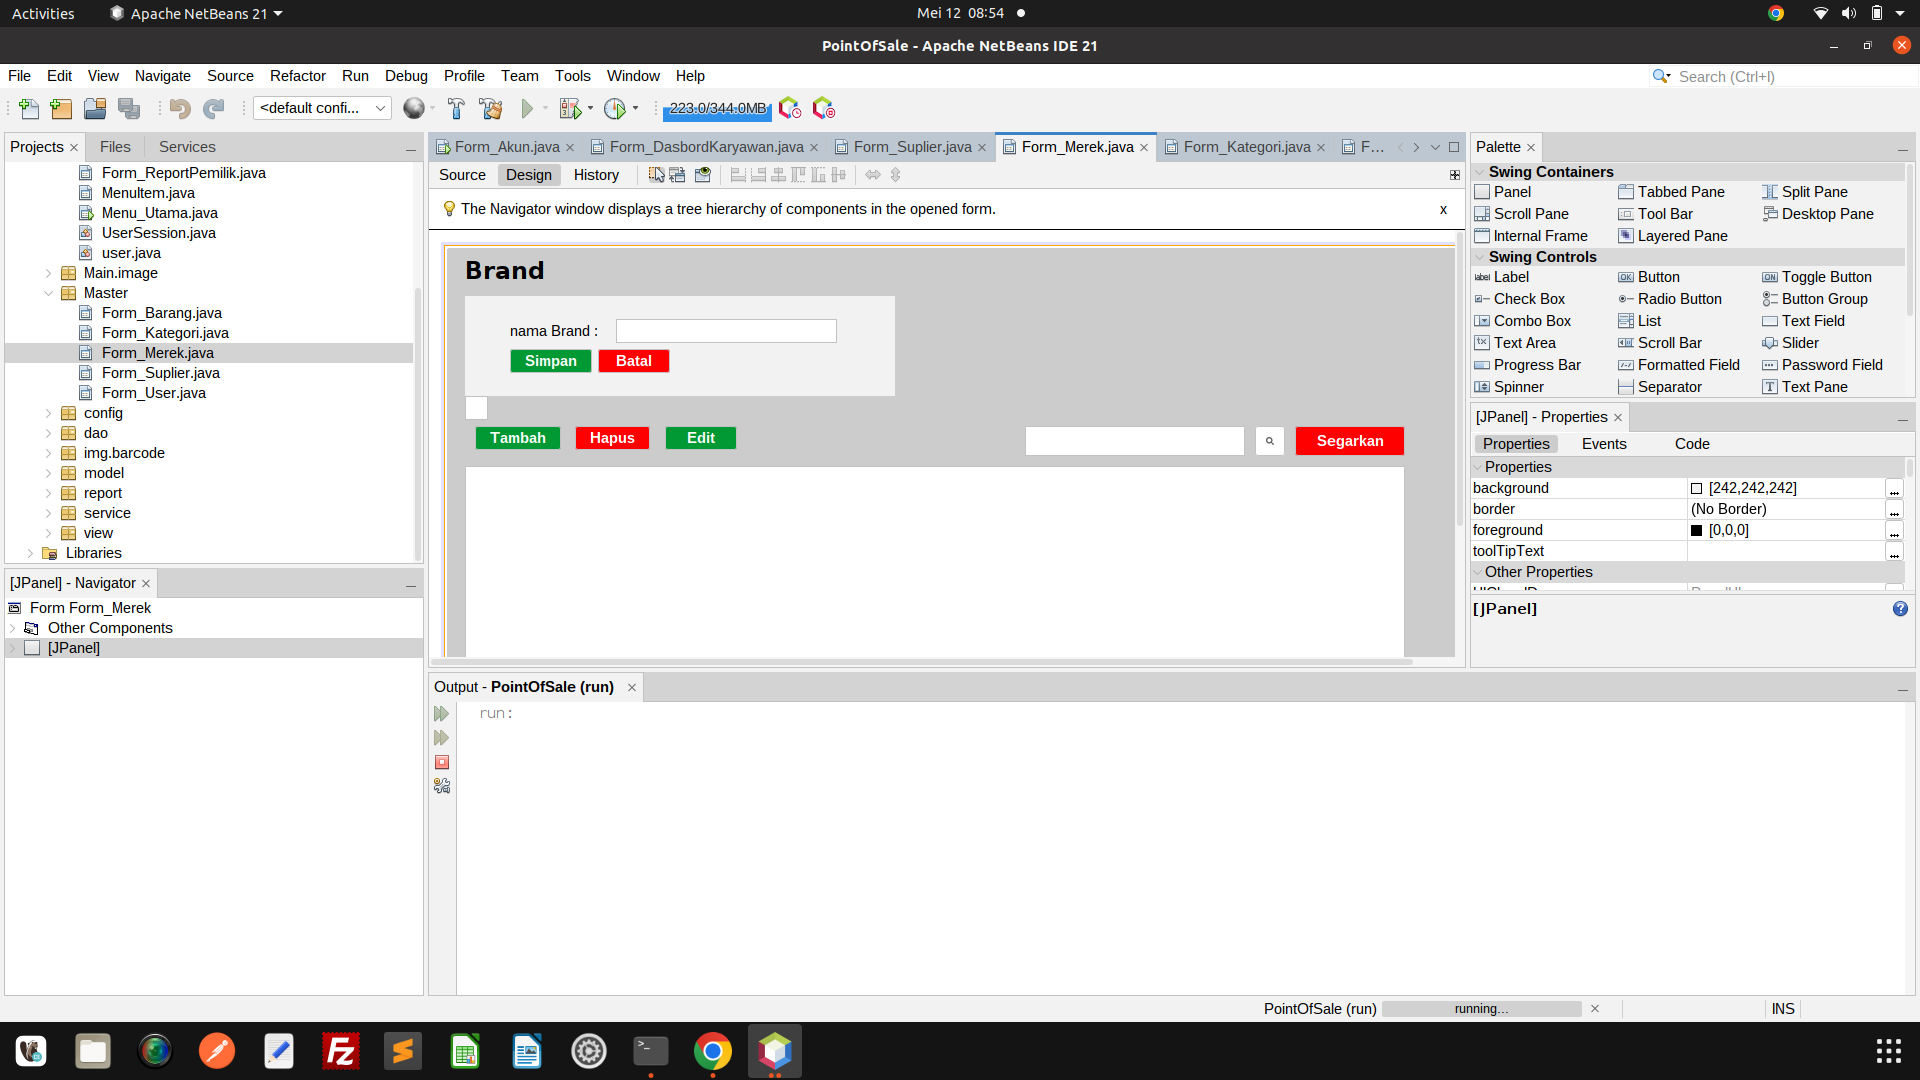 Activities
Apache NetBeans 21
Mei 12 08:54
PointOfSale - Apache NetBeans IDE 21
File Edit View Navigate Source Refactor Run Debug Profile Team Tools Window Help
Search (Ctrl+I)
<default confi...
223.0/344.0MB
Projects Files Services
Form_ReportPemilik.java
MenuItem.java
Menu_Utama.java
UserSession.java
user.java
Main.image
Master
Form_Barang.java
Form_Kategori.java
Form_Merek.java
Form_Suplier.java
Form_User.java
config
dao
img.barcode
model
report
service
view
Libraries
[JPanel] - Navigator
Form Form_Merek
Other Components
[JPanel]
Form_Akun.java Form_DasbordKaryawan.java Form_Suplier.java Form_Merek.java Form_Kategori.java F...
Source Design History
The Navigator window displays a tree hierarchy of components in the opened form.
x
Brand
nama Brand :
Simpan Batal
Tambah Hapus Edit Segarkan
Output - PointOfSale (run)
run:
Palette
Swing Containers
Panel Tabbed Pane Split Pane
Scroll Pane Tool Bar Desktop Pane
Internal Frame Layered Pane
Swing Controls
Label Button Toggle Button
Check Box Radio Button Button Group
Combo Box List Text Field
Text Area Scroll Bar Slider
Progress Bar Formatted Field Password Field
Spinner Separator Text Pane
[JPanel] - Properties
Properties Events Code
Properties
background [242,242,242] ...
border (No Border) ...
foreground [0,0,0] ...
toolTipText ...
Other Properties
[JPanel]
PointOfSale (run) running... INS